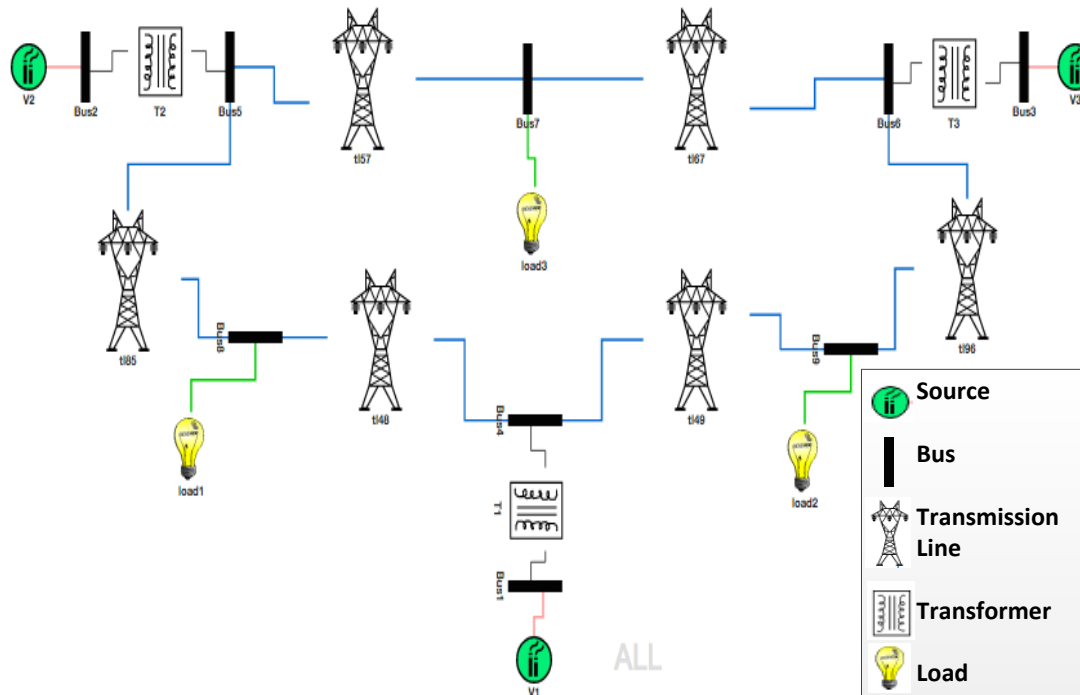 V2
Bus2
T2
Bus5
tl57
Bus7
tl67
Bus6
T3
Bus3
V3
load3
tl85
Bus8
load1
tl48
Bus4
tl49
Bus9
tl96
load2
T1
Bus1
V1
ALL
Source
Bus
Transmission
Line
Transformer
Load